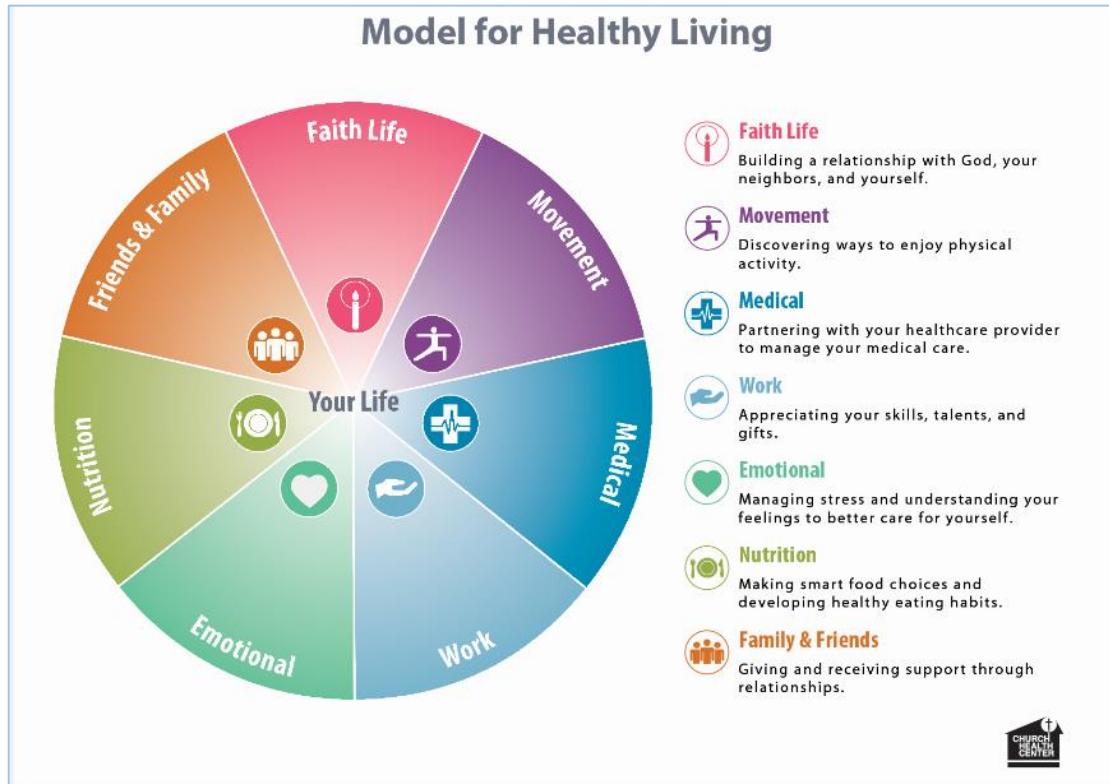 Model for Healthy Living
Faith Life
Movement
Medical
Work
Emotional
Nutrition
Friends & Family
Your Life
Faith Life
Building a relationship with God, your
neighbors, and yourself.
Movement
Discovering ways to enjoy physical
activity.
Medical
Partnering with your healthcare provider
to manage your medical care.
Work
Appreciating your skills, talents, and
gifts.
Emotional
Managing stress and understanding your
feelings to better care for yourself.
Nutrition
Making smart food choices and
developing healthy eating habits.
Family & Friends
Giving and receiving support through
relationships.
CHURCH
HEALTH
CENTER